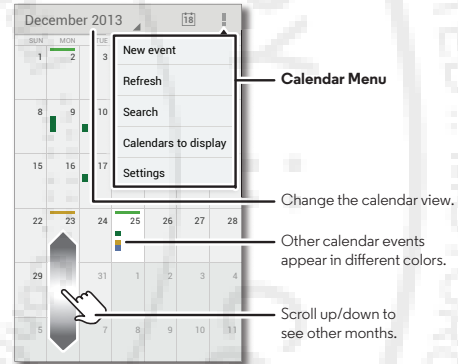 December 2013
18
SUN MON TUE
1 2 3
New event
Refresh
Calendar Menu
8 9 10
Search
Calendars to display
15 16 17
Settings
Change the calendar view.
22 23 24 25 26 27 28
Other calendar events
appear in different colors.
29 31 1 2 3 4
Scroll up/down to
see other months.
5 7 8 9 10 11